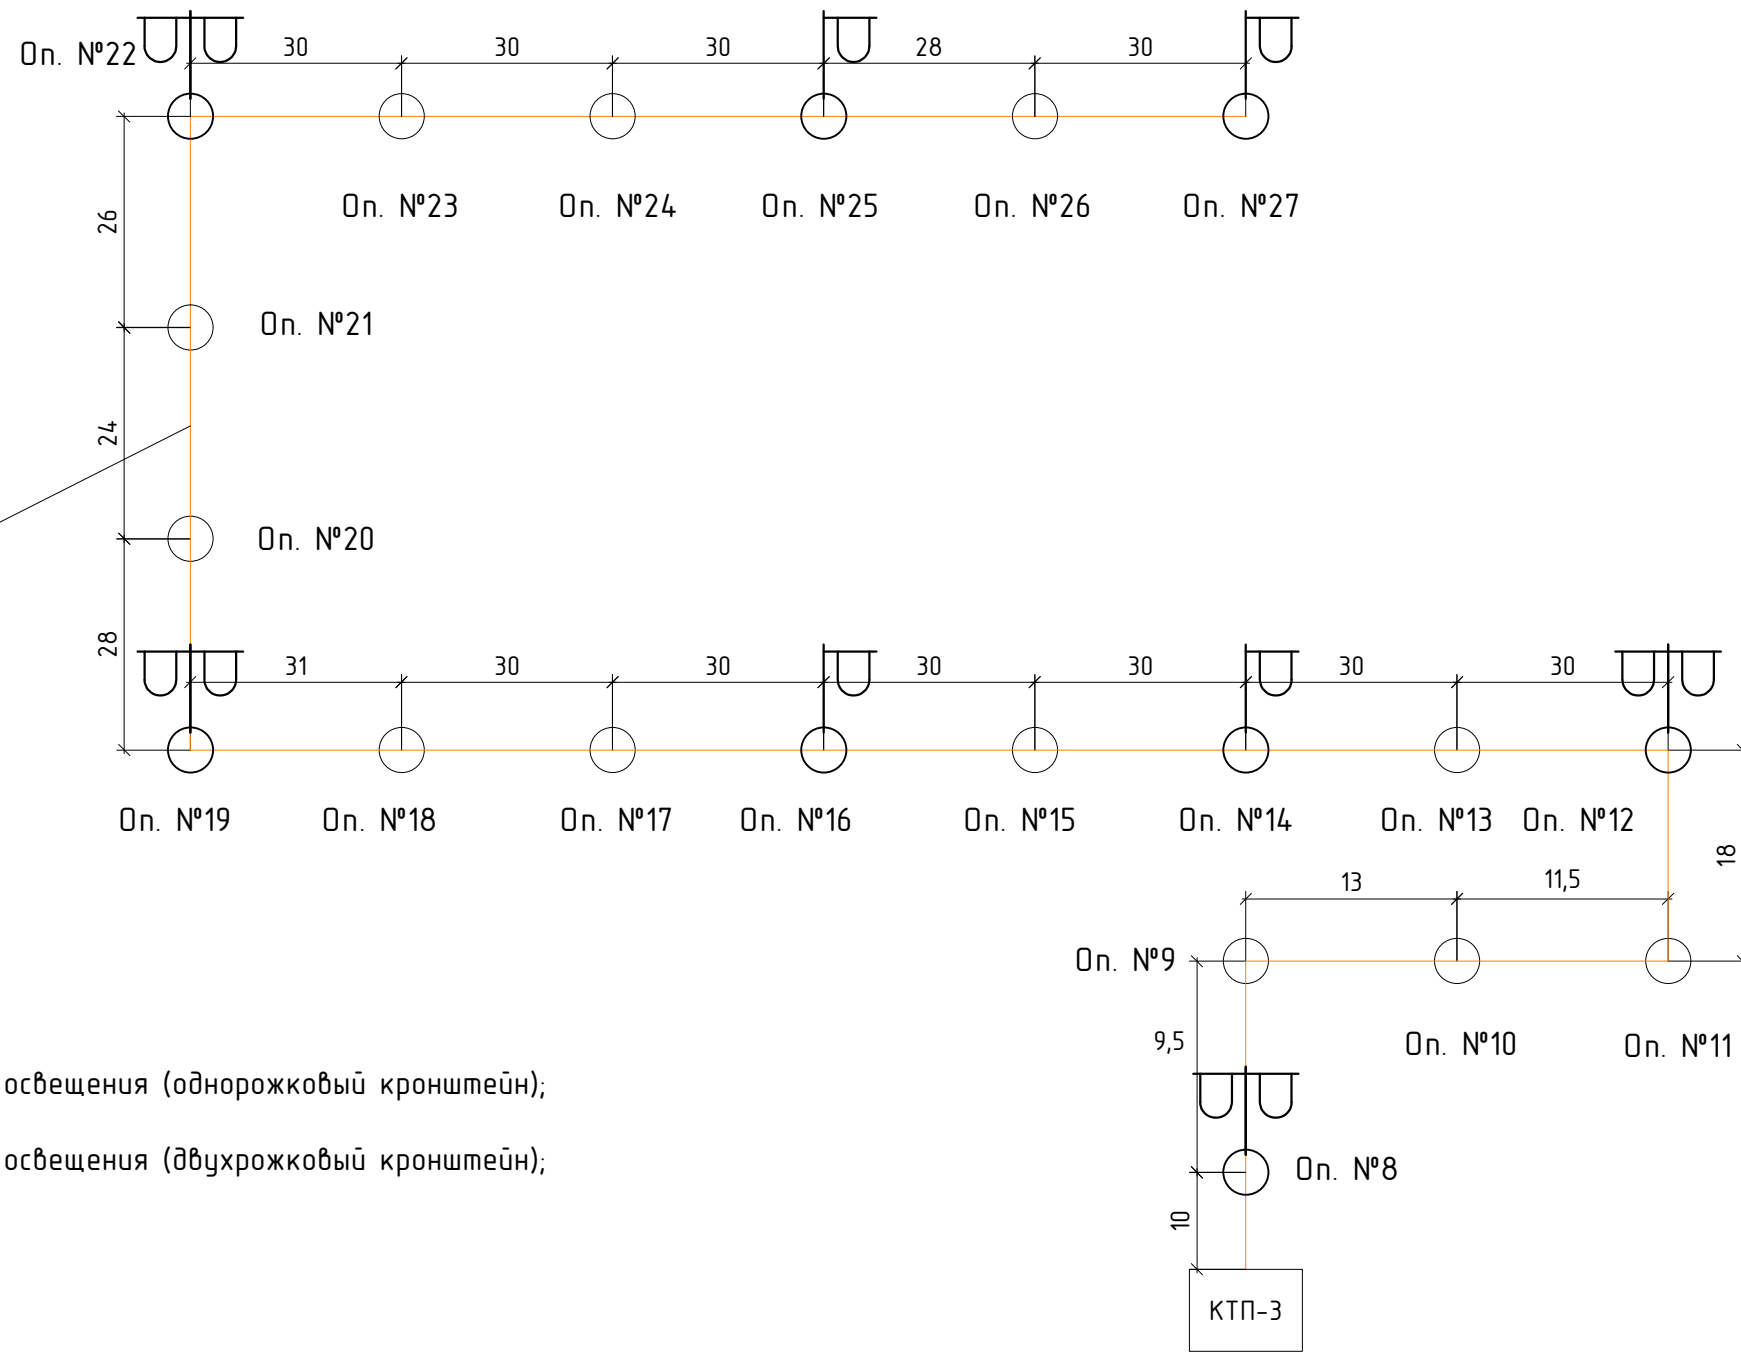 Оп. №22
30
30
30
28
30
Оп. №23
Оп. №24
Оп. №25
Оп. №26
Оп. №27
26
Оп. №21
24
Оп. №20
28
31
30
30
30
30
30
30
Оп. №19
Оп. №18
Оп. №17
Оп. №16
Оп. №15
Оп. №14
Оп. №13
Оп. №12
18
13
11,5
Оп. №9
9,5
Оп. №10
Оп. №11
освещения (однорожковый кронштейн);
освещения (двухрожковый кронштейн);
Оп. №8
10
КТП-3